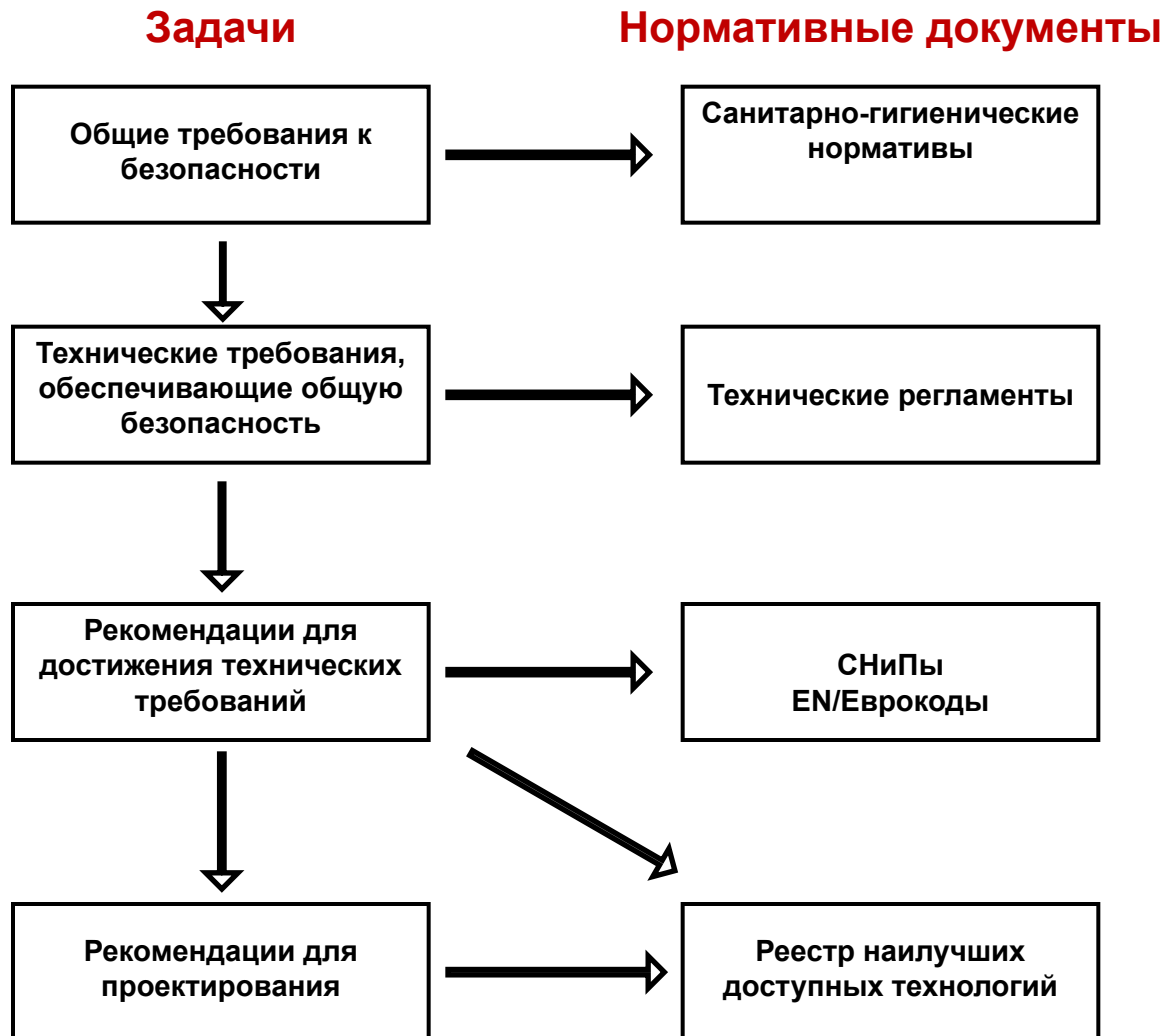 Задачи
Нормативные документы
Общие требования к
безопасности
Санитарно-гигиенические
нормативы
Технические требования,
обеспечивающие общую
безопасность
Технические регламенты
Рекомендации для
достижения технических
требований
СНиПы
EN/Еврокоды
Рекомендации для
проектирования
Реестр наилучших
доступных технологий